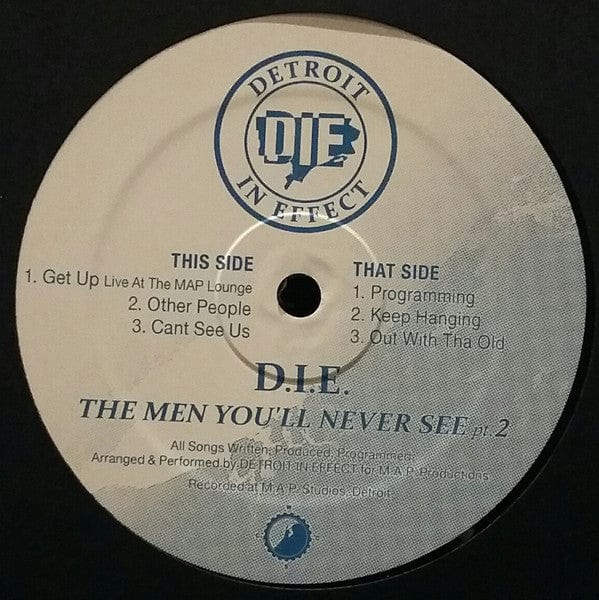 DETROIT
DIE
IN EFFECT
THIS SIDE
1. Get Up Live At The MAP Lounge
2. Other People
3. Cant See Us
THAT SIDE
1. Programming
2. Keep Hanging
3. Out With Tha Old
D.I.E.
THE MEN YOU'LL NEVER SEE pt.2
All Songs Written, Produced, Programmed,
Arranged & Performed by DETROIT IN EFFECT for M.A.P. Productions
Recorded at M.A.P. Studios, Detroit